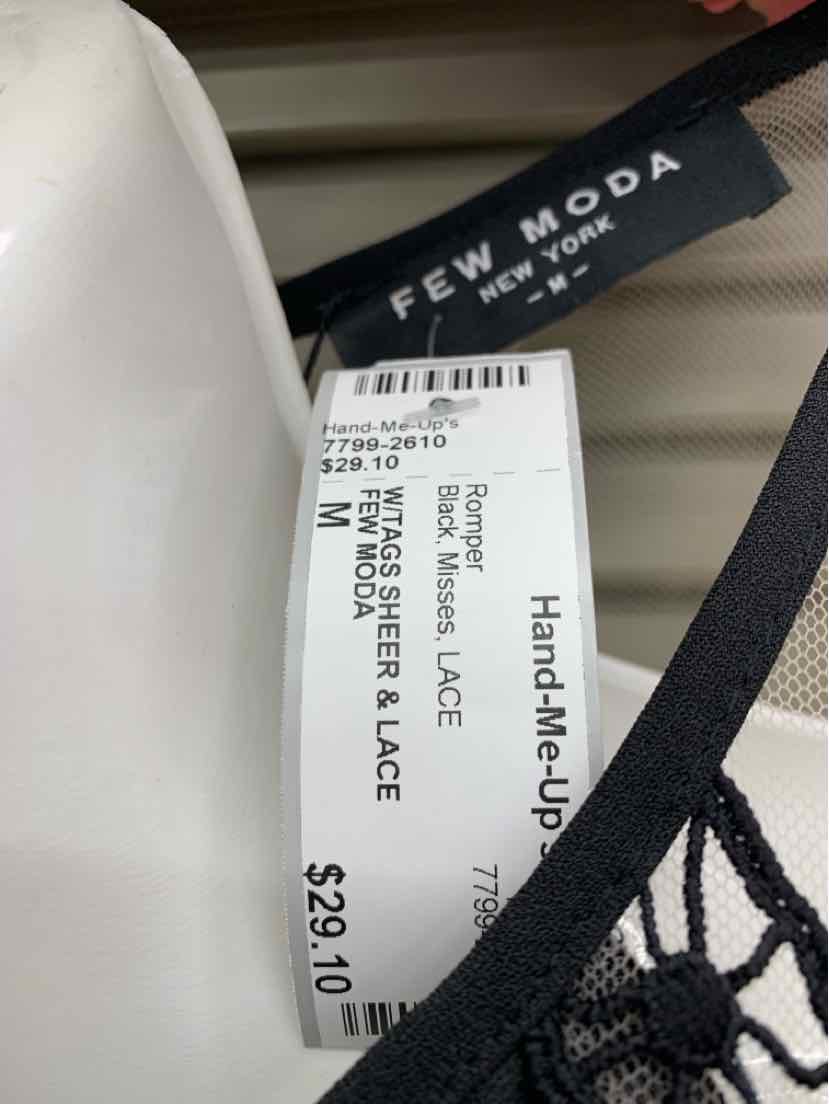 FEW MODA
NEW YORK
- M -
Hand-Me-Up's
7799-2610
$29.10
Hand-Me-Up
7799
Romper
Black, Misses, LACE
W/TAGS SHEER & LACE
FEW MODA
M
$29.10